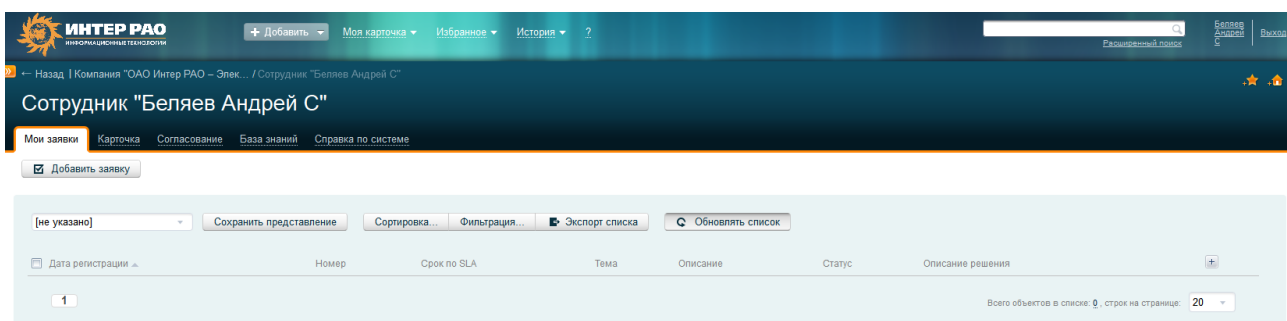 ИНТЕР РАО
ИНФОРМАЦИОННЫЕ ТЕХНОЛОГИИ
+ Добавить Моя карточка Избранное История ?
Расширенный поиск
Беляев
Андрей
С
Выход
← Назад | Компания "ОАО Интер РАО – Элек... / Сотрудник "Беляев Андрей С"
Сотрудник "Беляев Андрей С"
Мои заявки Карточка Согласование База знаний Справка по системе
Добавить заявку
[не указано] Сохранить представление Сортировка... Фильтрация... Экспорт списка Обновлять список
Дата регистрации Номер Срок по SLA Тема Описание Статус Описание решения +
1 Всего объектов в списке: 0 , строк на странице: 20